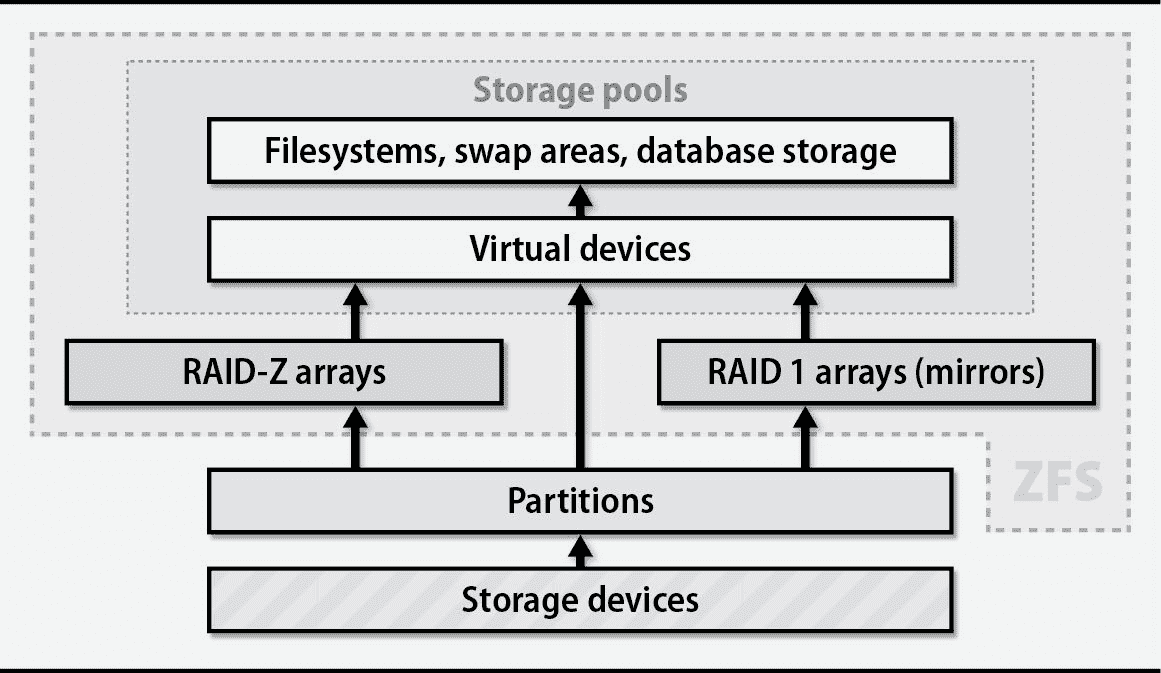 Storage pools
Filesystems, swap areas, database storage
Virtual devices
RAID-Z arrays
RAID 1 arrays (mirrors)
Partitions
ZFS
Storage devices